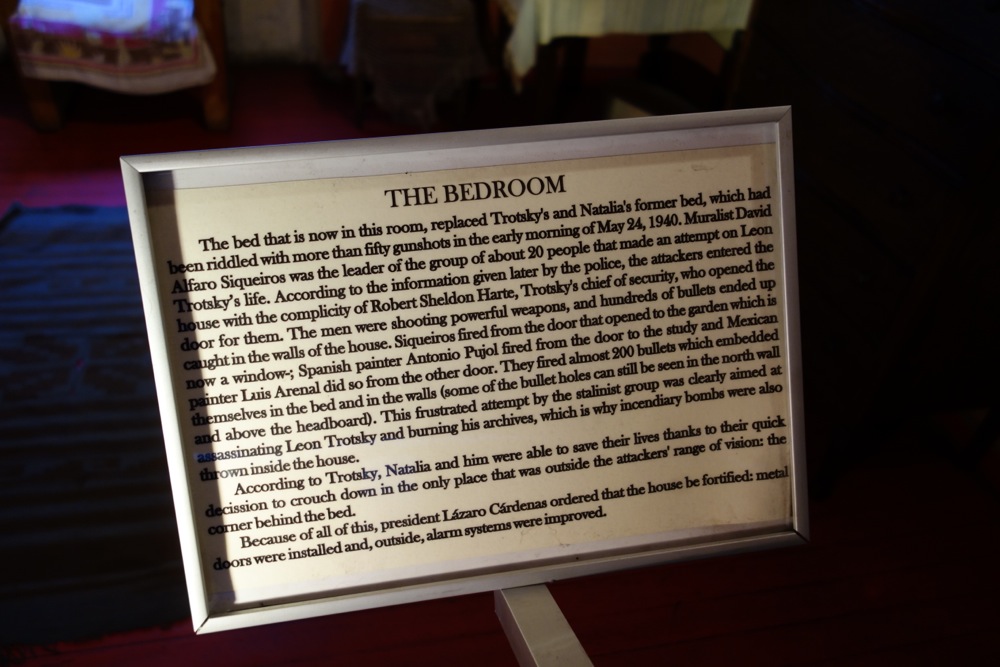 THE BEDROOM
The bed that is now in this room, replaced Trotsky's and Natalia's former bed, which had
been riddled with more than fifty gunshots in the early morning of May 24, 1940. Muralist David
Alfaro Siqueiros was the leader of the group of about 20 people that made an attempt on Leon
Trotsky's life. According to the information given later by the police, the attackers entered the
house with the complicity of Robert Sheldon Harte, Trotsky's chief of security, who opened the
door for them. The men were shooting powerful weapons, and hundreds of bullets ended up
caught in the walls of the house. Siqueiros fired from the door that opened to the garden which is
now a window-; Spanish painter Antonio Pujol fired from the door to the study and Mexican
painter Luis Arenal did so from the other door. They fired almost 200 bullets which embedded
themselves in the bed and in the walls (some of the bullet holes can still be seen in the north wall
and above the headboard). This frustrated attempt by the stalinist group was clearly aimed at
assassinating Leon Trotsky and burning his archives, which is why incendiary bombs were also
thrown inside the house.
According to Trotsky, Natalia and him were able to save their lives thanks to their quick
decission to crouch down in the only place that was outside the attackers' range of vision: the
corner behind the bed.
Because of all of this, president Lázaro Cárdenas ordered that the house be fortified: metal
doors were installed and, outside, alarm systems were improved.